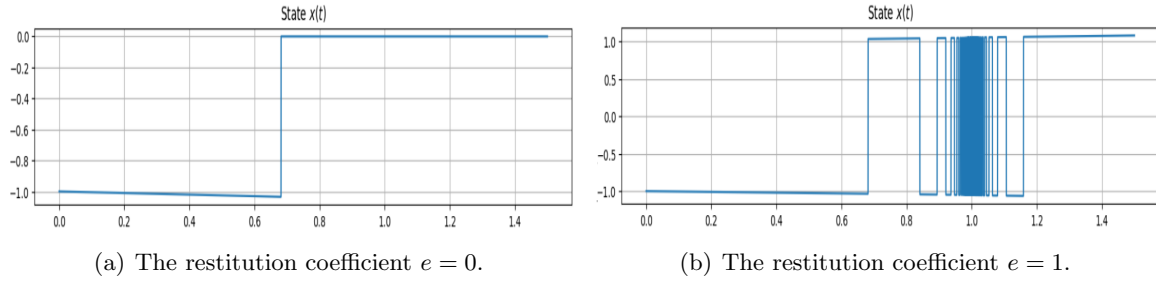 State x(t)
0.0
−0.2
−0.4
−0.6
−0.8
−1.0
0.0 0.2 0.4 0.6 0.8 1.0 1.2 1.4
(a) The restitution coefficient e = 0.
State x(t)
1.0
0.5
0.0
−0.5
−1.0
0.0 0.2 0.4 0.6 0.8 1.0 1.2 1.4
(b) The restitution coefficient e = 1.